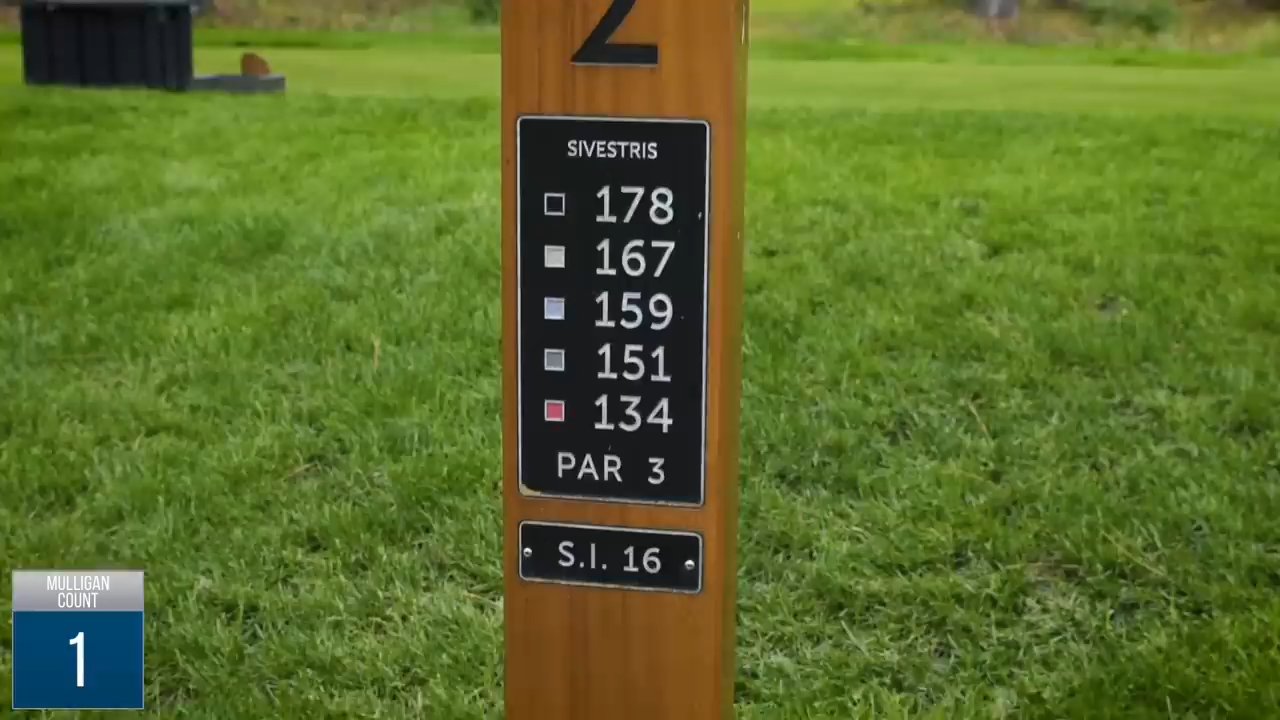 2
SIVESTRIS
178
167
159
151
134
PAR 3
S.I. 16
MULLIGAN
COUNT
1